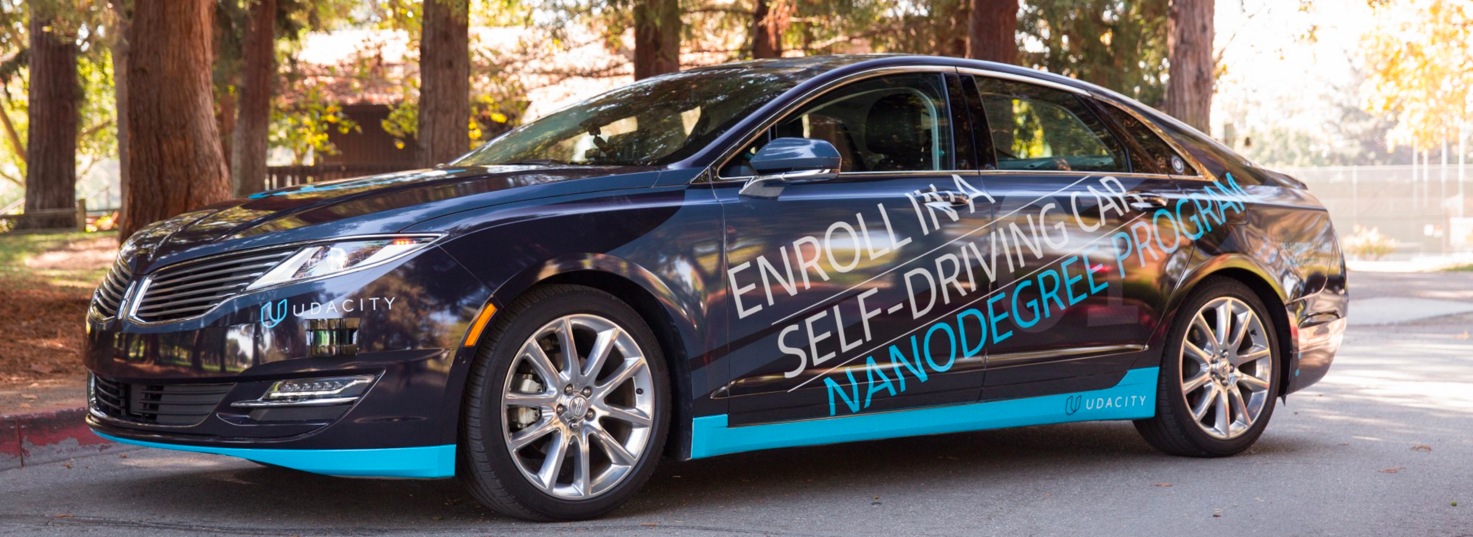 UDACITY
ENROLL IN A
SELF-DRIVING CAR
NANODEGREE PROGRAM
UDACITY